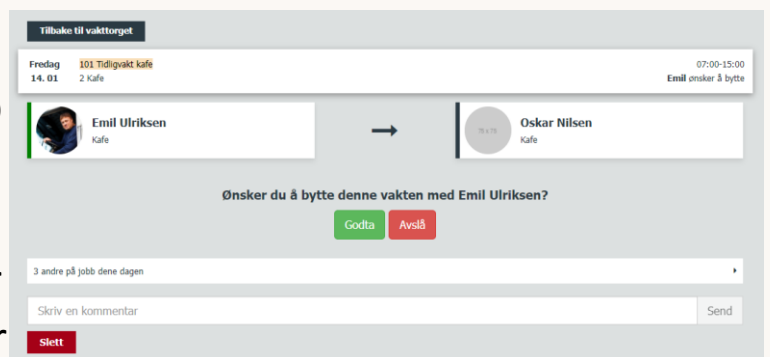 Tilbake til vakttorget
Fredag 101 Tidligvakt kafe 07:00-15:00
14. 01 2 Kafe Emil ønsker å bytte
Emil Ulriksen
Kafe
75 x 75
Oskar Nilsen
Kafe
Ønsker du å bytte denne vakten med Emil Ulriksen?
Godta Avslå
3 andre på jobb dene dagen
Skriv en kommentar Send
Slett